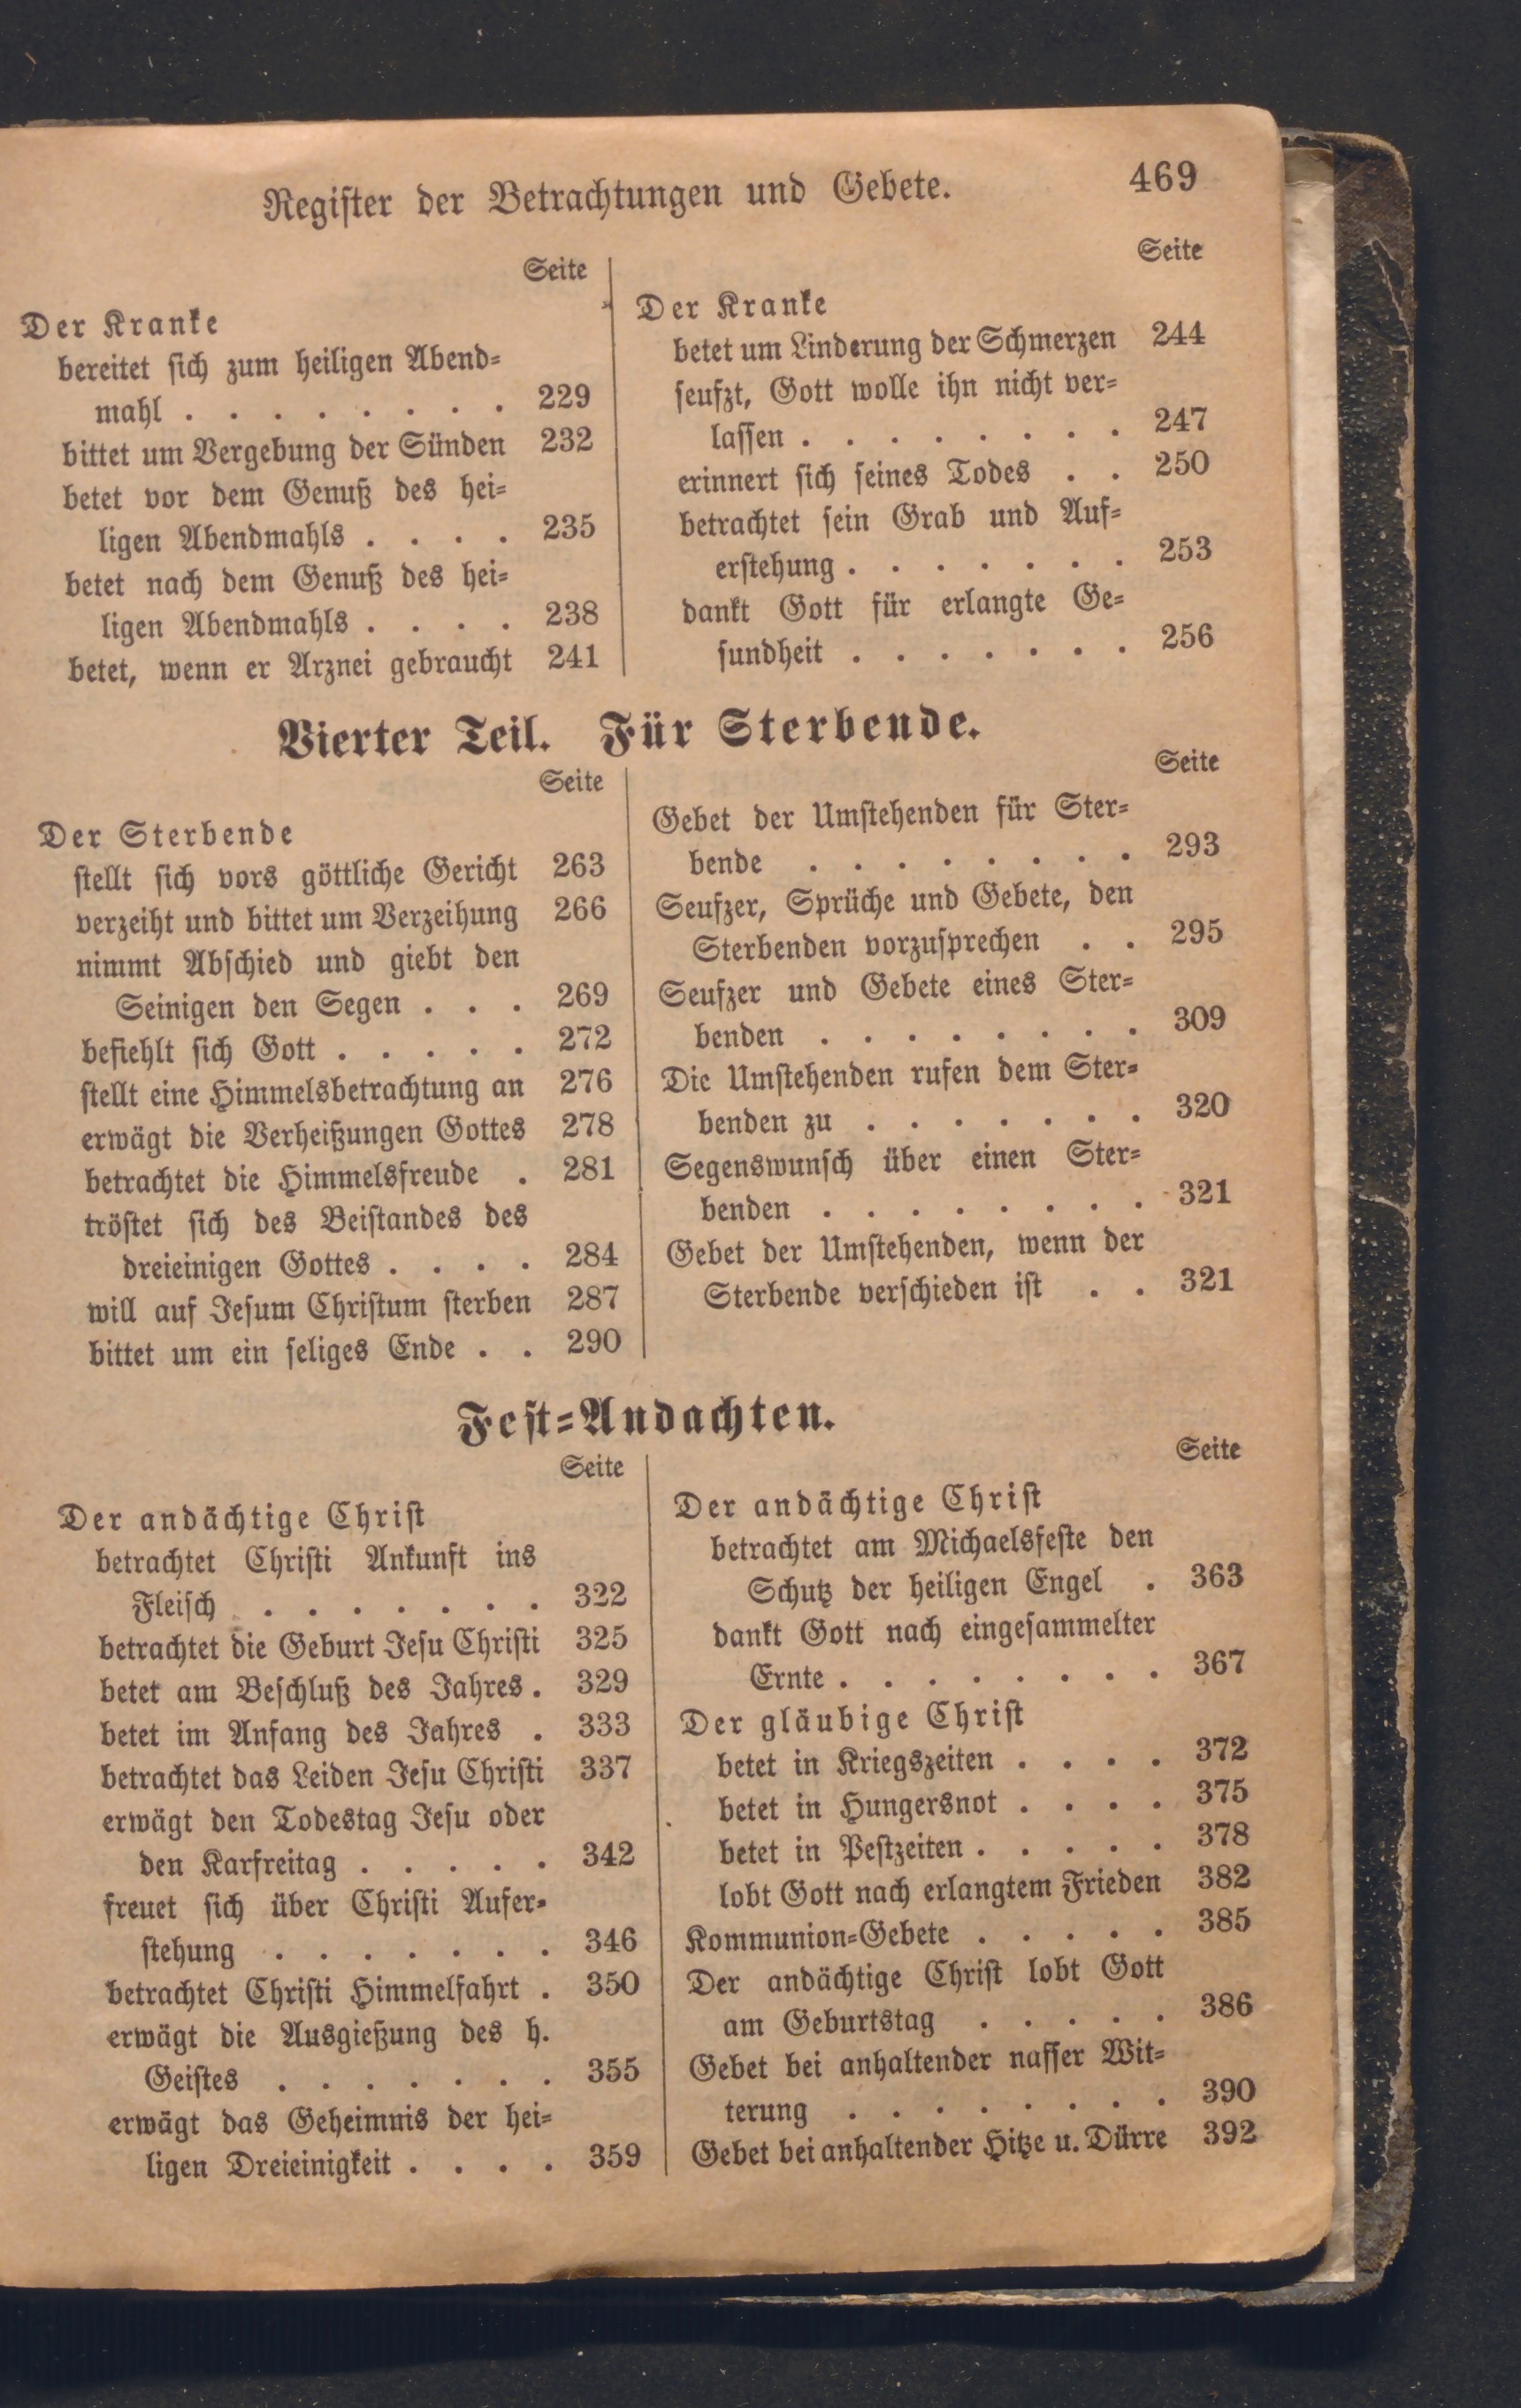 Register der Betrachtungen und Gebete. 469
Seite
Der Kranke
bereitet sich zum heiligen Abend-
mahl . . . . . . . . 229
bittet um Vergebung der Sünden 232
betet vor dem Genuß des hei-
ligen Abendmahls . . . . 235
betet nach dem Genuß des hei-
ligen Abendmahls . . . . 238
betet, wenn er Arznei gebraucht 241
Seite
Der Kranke
betet um Linderung der Schmerzen 244
seufzt, Gott wolle ihn nicht ver-
lassen . . . . . . . . 247
erinnert sich seines Todes . . 250
betrachtet sein Grab und Auf-
erstehung . . . . . . . 253
dankt Gott für erlangte Ge-
sundheit . . . . . . . 256
Vierter Teil. Für Sterbende.
Seite
Der Sterbende
stellt sich vors göttliche Gericht 263
verzeiht und bittet um Verzeihung 266
nimmt Abschied und giebt den
Seinigen den Segen . . . 269
befiehlt sich Gott . . . . . 272
stellt eine Himmelsbetrachtung an 276
erwägt die Verheißungen Gottes 278
betrachtet die Himmelsfreude . 281
tröstet sich des Beistandes des
dreieinigen Gottes . . . . 284
will auf Jesum Christum sterben 287
bittet um ein seliges Ende . . 290
Seite
Gebet der Umstehenden für Ster-
bende . . . . . . . . 293
Seufzer, Sprüche und Gebete, den
Sterbenden vorzusprechen . . 295
Seufzer und Gebete eines Ster-
benden . . . . . . . . 309
Die Umstehenden rufen dem Ster-
benden zu . . . . . . . 320
Segenswunsch über einen Ster-
benden . . . . . . . . 321
Gebet der Umstehenden, wenn der
Sterbende verschieden ist . . 321
Fest-Andachten.
Seite
Der andächtige Christ
betrachtet Christi Ankunft ins
Fleisch . . . . . . . 322
betrachtet die Geburt Jesu Christi 325
betet am Beschluß des Jahres . 329
betet im Anfang des Jahres . 333
betrachtet das Leiden Jesu Christi 337
erwägt den Todestag Jesu oder
den Karfreitag . . . . . 342
freuet sich über Christi Aufer-
stehung . . . . . . . 346
betrachtet Christi Himmelfahrt . 350
erwägt die Ausgießung des h.
Geistes . . . . . . . 355
erwägt das Geheimnis der hei-
ligen Dreieinigkeit . . . . 359
Seite
Der andächtige Christ
betrachtet am Michaelsfeste den
Schutz der heiligen Engel . 363
dankt Gott nach eingesammelter
Ernte . . . . . . . . 367
Der gläubige Christ
betet in Kriegszeiten . . . . 372
betet in Hungersnot . . . . 375
betet in Pestzeiten . . . . . 378
lobt Gott nach erlangtem Frieden 382
Kommunion-Gebete . . . . . 385
Der andächtige Christ lobt Gott
am Geburtstag . . . . . 386
Gebet bei anhaltender nasser Wit-
terung . . . . . . . . 390
Gebet bei anhaltender Hitze u. Dürre 392